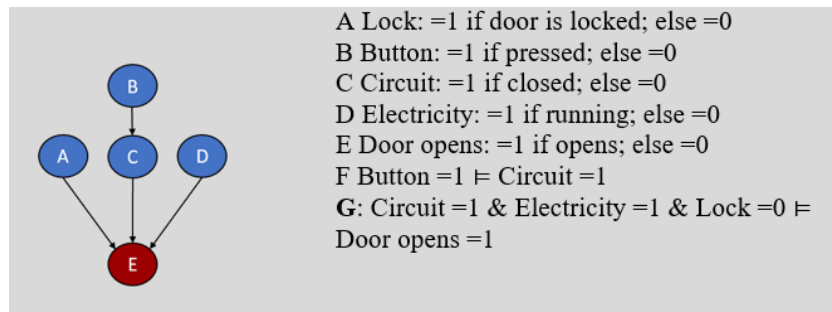 A Lock: =1 if door is locked; else =0
B Button: =1 if pressed; else =0
C Circuit: =1 if closed; else =0
D Electricity: =1 if running; else =0
E Door opens: =1 if opens; else =0
F Button =1 ⊨ Circuit =1
G: Circuit =1 & Electricity =1 & Lock =0 ⊨
Door opens =1
B
A C D
E